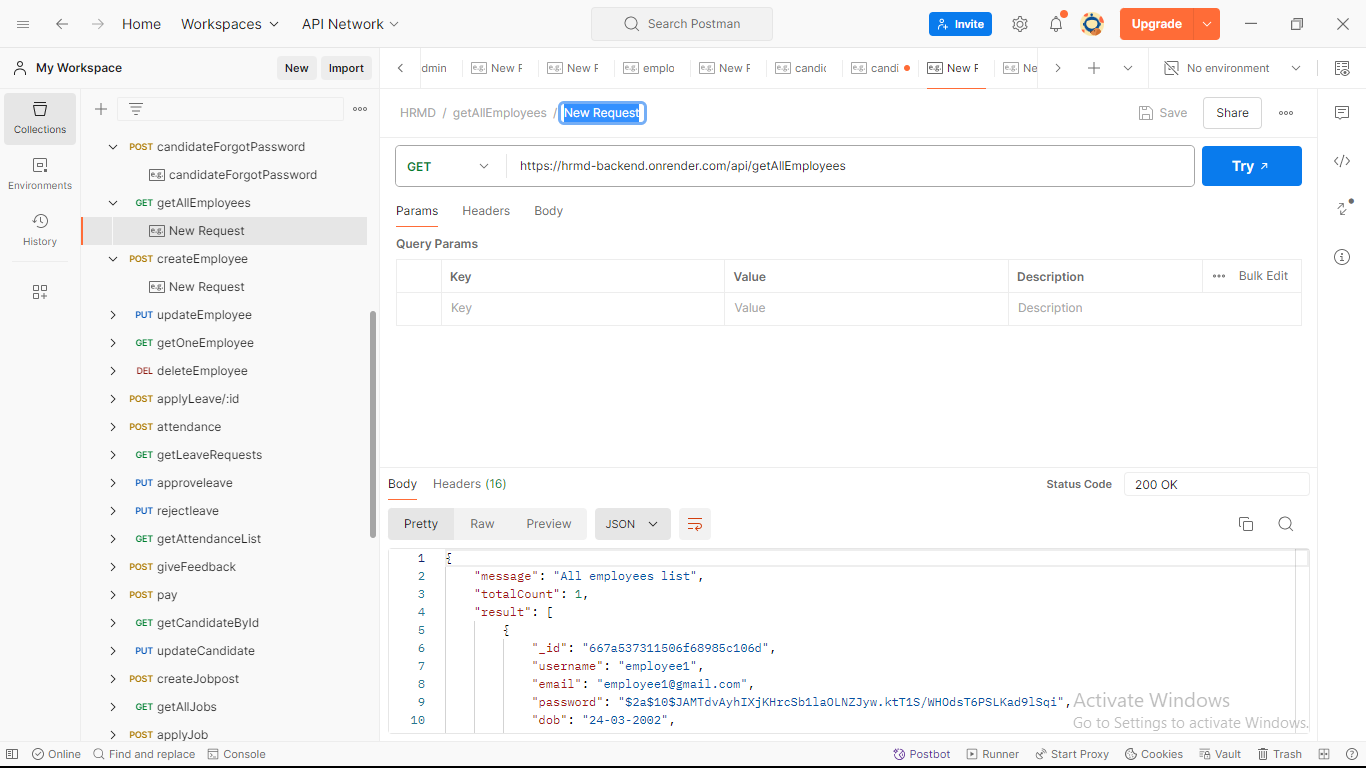 Home Workspaces API Network Search Postman Invite Upgrade
My Workspace New Import dmin e.g. New F e.g. New F e.g. emplo e.g. New F e.g. candic e.g. candi e.g. New F e.g. Ne No environment
Collections
Environments
History
POST candidateForgotPassword
e.g. candidateForgotPassword
GET getAllEmployees
e.g. New Request
POST createEmployee
e.g. New Request
PUT updateEmployee
GET getOneEmployee
DEL deleteEmployee
POST applyLeave/:id
POST attendance
GET getLeaveRequests
PUT approveleave
PUT rejectleave
GET getAttendanceList
POST giveFeedback
POST pay
GET getCandidateById
PUT updateCandidate
POST createJobpost
GET getAllJobs
POST applyJob
HRMD / getAllEmployees / New Request Save Share
GET https://hrmd-backend.onrender.com/api/getAllEmployees Try
Params Headers Body
Query Params
Key Value Description Bulk Edit
Key Value Description
Body Headers (16) Status Code 200 OK
Pretty Raw Preview JSON
1 {
2 "message": "All employees list",
3 "totalCount": 1,
4 "result": [
5 {
6 "_id": "667a537311506f68985c106d",
7 "username": "employee1",
8 "email": "employee1@gmail.com",
9 "password": "$2a$10$JAMTdvAyhIXjKHrcSb1laOLNZJyw.ktT1S/WHOdsT6PSLKad9lSqi",
10 "dob": "24-03-2002",
Activate Windows
Go to Settings to activate Windows.
Online Find and replace Console Postbot Runner Start Proxy Cookies Vault Trash